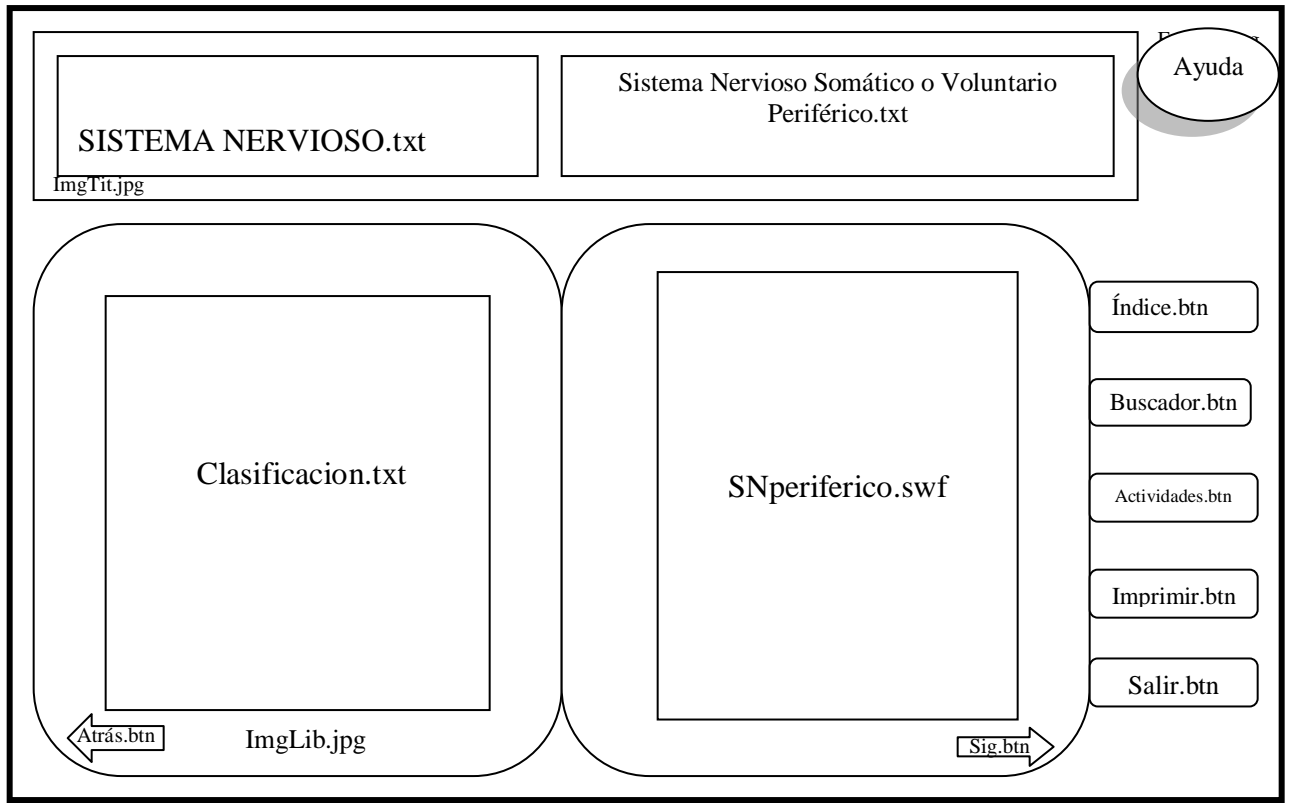 Ayuda
Sistema Nervioso Somático o Voluntario
Periférico.txt
SISTEMA NERVIOSO.txt
ImgTit.jpg
Índice.btn
Buscador.btn
Clasificacion.txt
SNperiferico.swf
Actividades.btn
Imprimir.btn
Salir.btn
Atrás.btn
ImgLib.jpg
Sig.btn